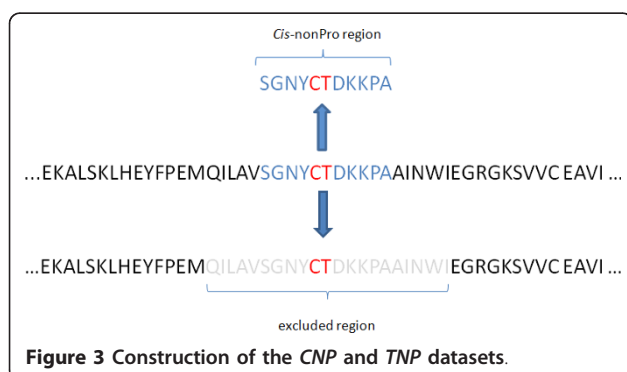 Cis-nonPro region
SGNYCTDKKPA
...EKALSKLHEYFPEMQILAVSGNYCTDKKPAAINWIEGRGKSVVCEAVI...
...EKALSKLHEYFPEMQILAVSGNYCTDKKPAAINWIEGRGKSVVCEAVI...
excluded region
Figure 3 Construction of the CNP and TNP datasets.